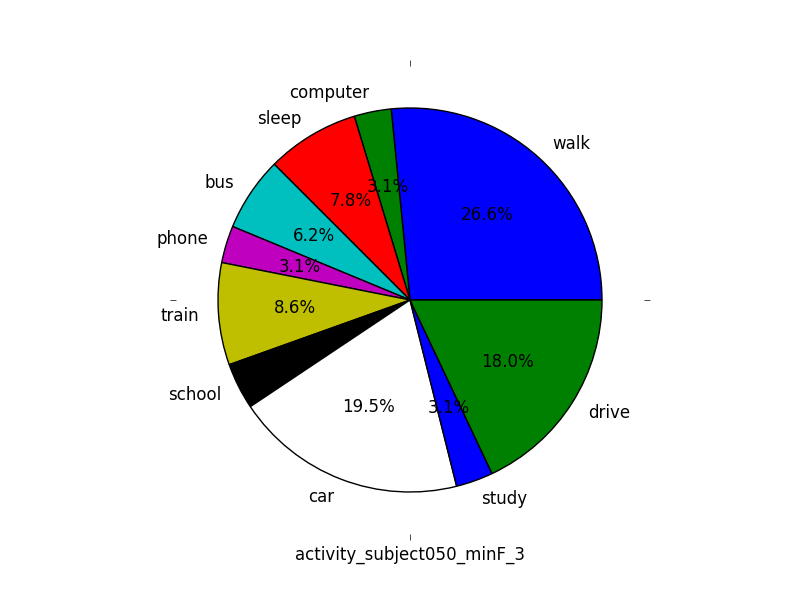 computer
sleep
walk
bus
phone
train
school
car
study
drive
3.1%
7.8%
26.6%
6.2%
3.1%
8.6%
19.5%
3.1%
18.0%
activity_subject050_minF_3